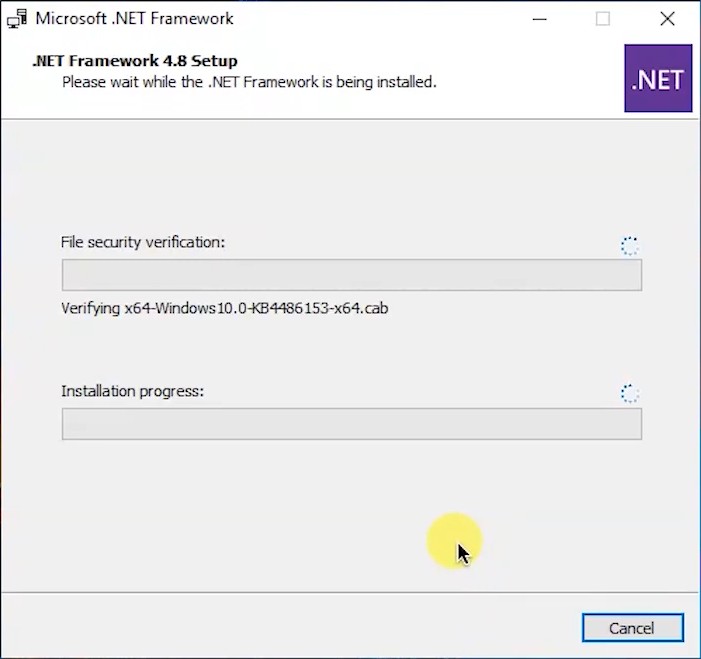 Microsoft .NET Framework
.NET Framework 4.8 Setup
Please wait while the .NET Framework is being installed.
.NET
File security verification:
Verifying x64-Windows10.0-KB4486153-x64.cab
Installation progress:
Cancel